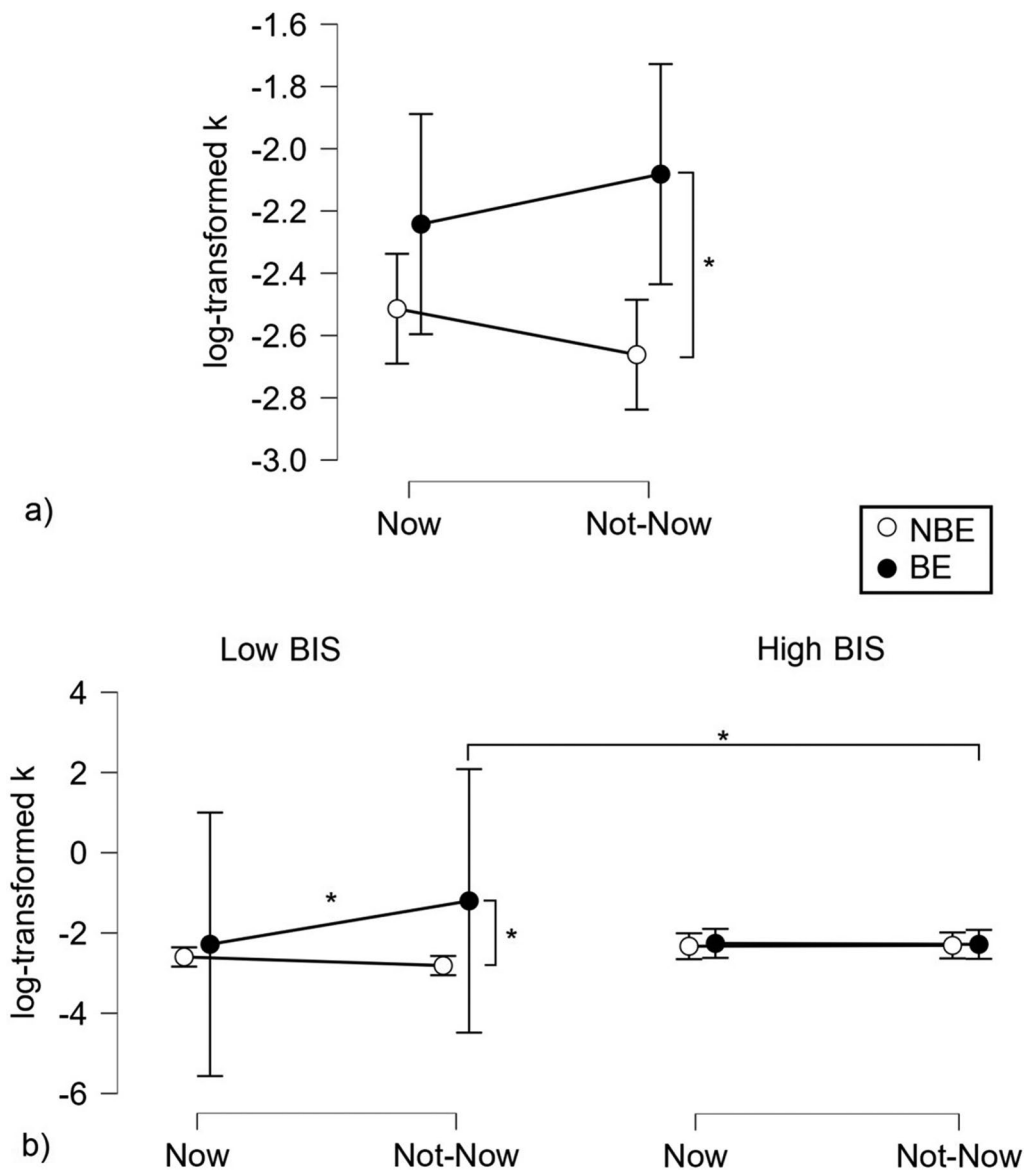 -1.6
-1.8
-2.0
-2.2
-2.4
-2.6
-2.8
-3.0
log-transformed k
*
Now Not-Now
a)
NBE
BE
Low BIS High BIS
4
2
0
-2
-4
-6
log-transformed k
*
*
*
Now Not-Now Now Not-Now
b)